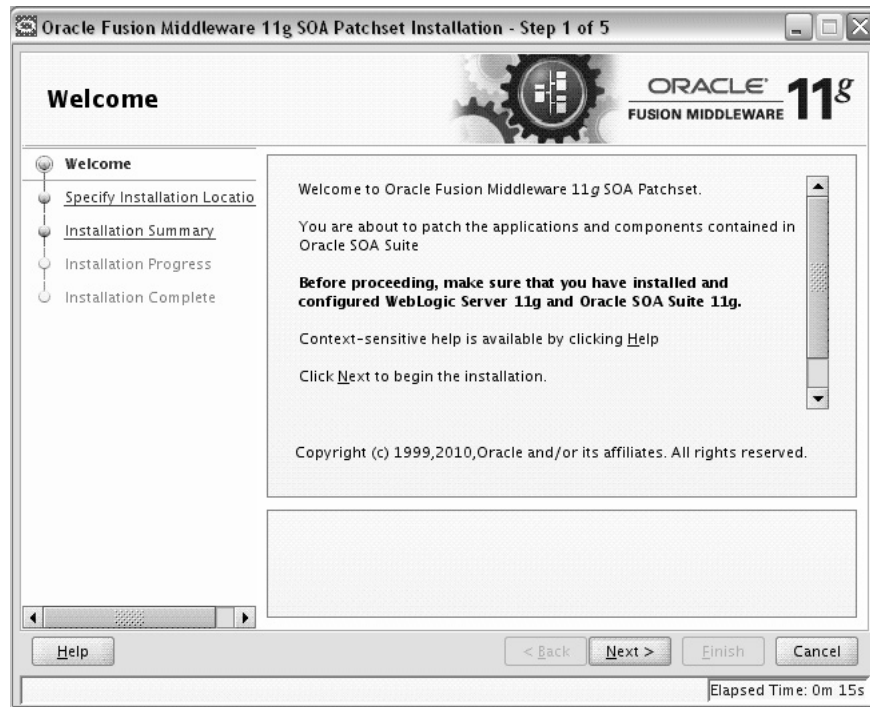 Oracle Fusion Middleware 11g SOA Patchset Installation - Step 1 of 5
Welcome
ORACLE
FUSION MIDDLEWARE
11g
Welcome
Specify Installation Locatio
Installation Summary
Installation Progress
Installation Complete
Welcome to Oracle Fusion Middleware 11g SOA Patchset.
You are about to patch the applications and components contained in
Oracle SOA Suite
Before proceeding, make sure that you have installed and
configured WebLogic Server 11g and Oracle SOA Suite 11g.
Context-sensitive help is available by clicking Help
Click Next to begin the installation.
Copyright (c) 1999,2010,Oracle and/or its affiliates. All rights reserved.
Help
< Back
Next >
Finish
Cancel
Elapsed Time: 0m 15s